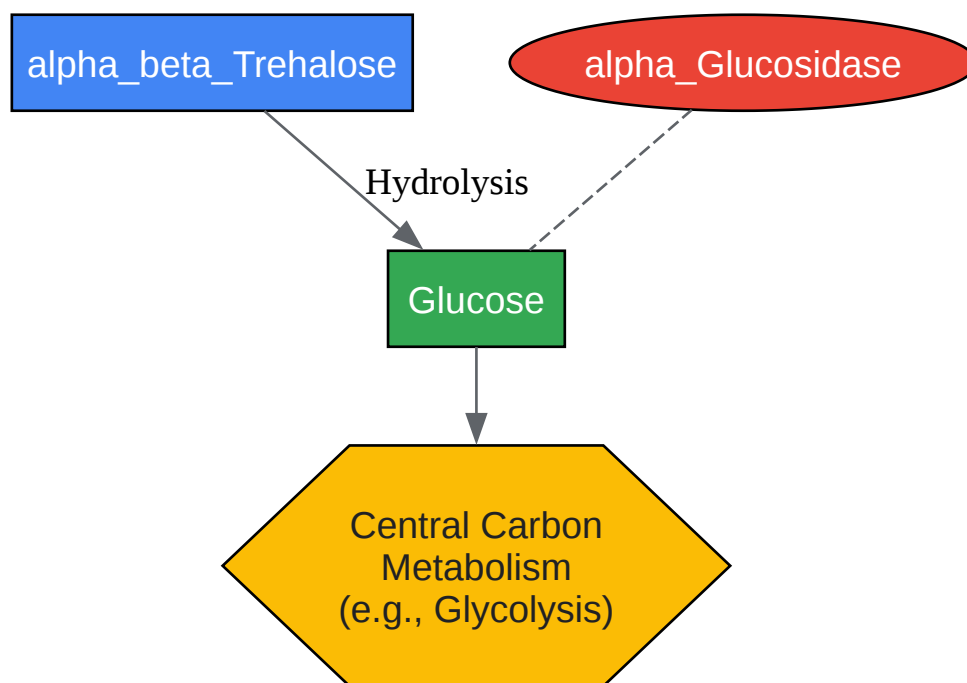 alpha_beta_Trehalose
alpha_Glucosidase
Hydrolysis
Glucose
Central Carbon
Metabolism
(e.g., Glycolysis)